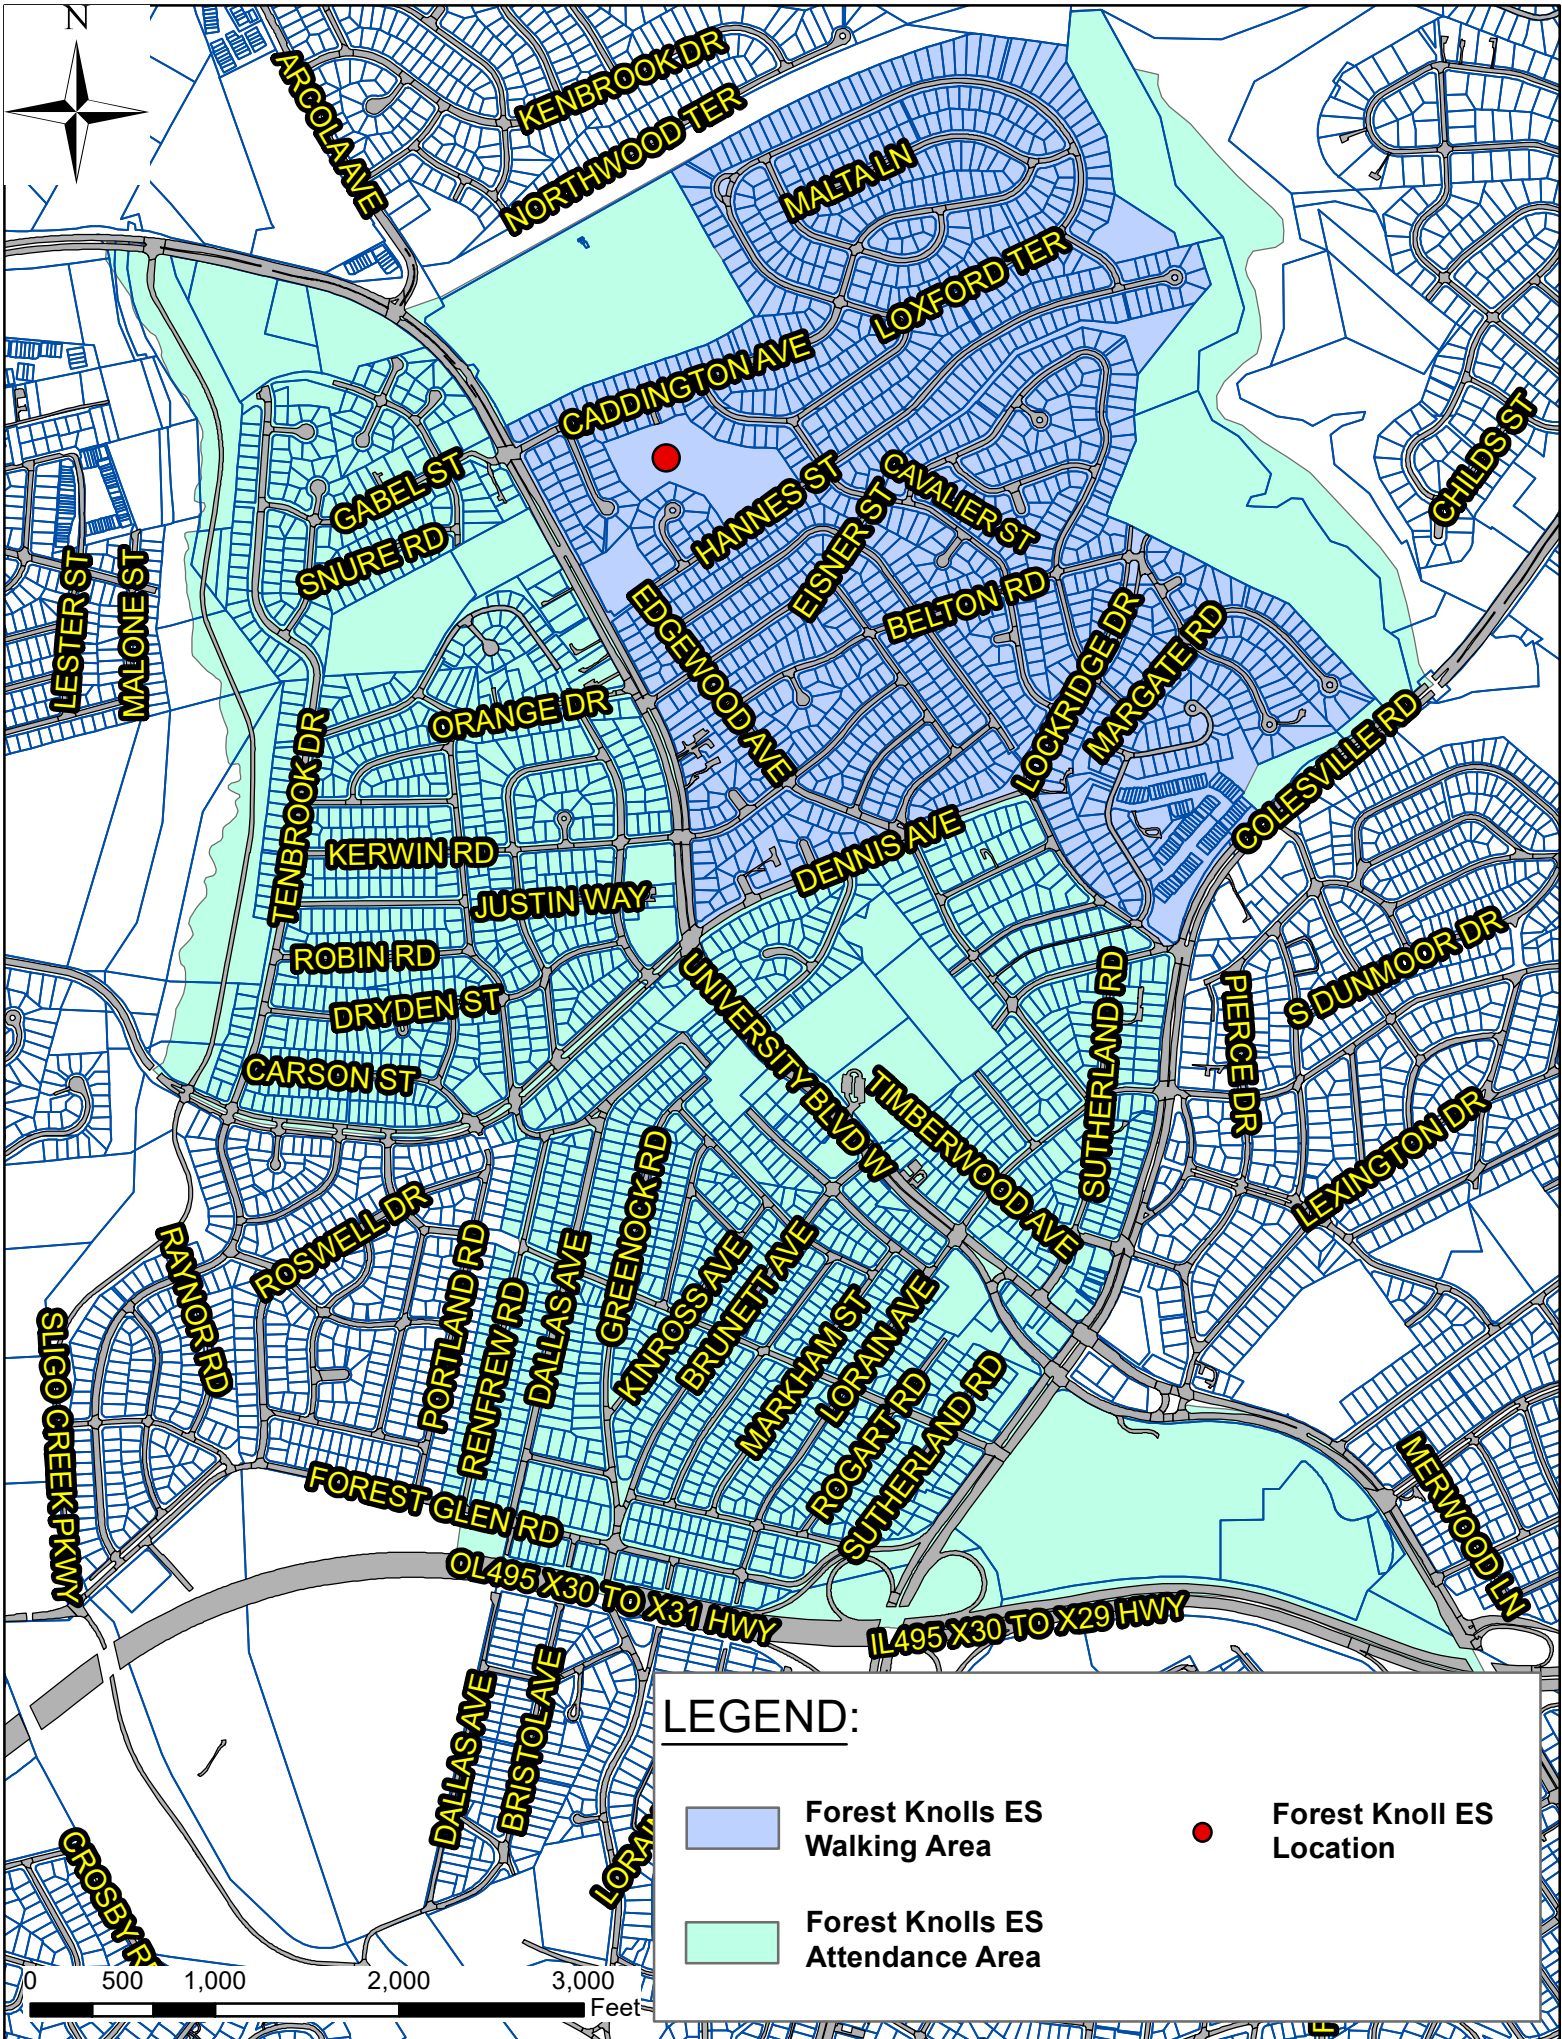 N
ARCOLA AVE
KENBROOK DR
NORTHWOOD TER
MALTA LN
LOXFORD TER
CADDINGTON AVE
CHILDS ST
GABEL ST
SNURE RD
HANNES ST
CAVALIER ST
EISNER ST
BELTON RD
LESTER ST
MALONE ST
EDGEWOOD AVE
LOCKRIDGE DR
MARGATE RD
ORANGE DR
TENBROOK DR
COLESVILLE RD
KERWIN RD
DENNIS AVE
JUSTIN WAY
ROBIN RD
DRYDEN ST
CARSON ST
UNIVERSITY BLVD W
SUTHERLAND RD
PIERCE DR
S DUNMOOR DR
TIMBERWOOD AVE
LEXINGTON DR
ROSWELL DR
RAYNOR RD
PORTLAND RD
RENFREW RD
DALLAS AVE
GREENOCK RD
KINROSS AVE
BRUNETT AVE
MARKHAM ST
LORAIN AVE
ROGART RD
SUTHERLAND RD
SLIGO CREEK PKWY
MERWOOD LN
FOREST GLEN RD
OL495 X30 TO X31 HWY
IL495 X30 TO X29 HWY
DALLAS AVE
BRISTOL AVE
LORAIN
CROSBY R
LEGEND:
Forest Knolls ES
Walking Area
Forest Knoll ES
Location
Forest Knolls ES
Attendance Area
0 500 1,000 2,000 3,000
Feet